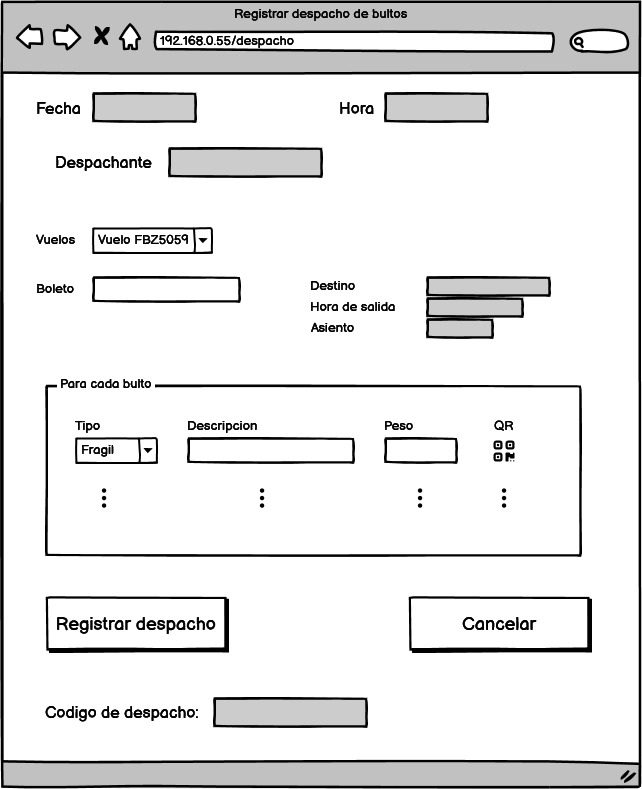 Registrar despacho de bultos
192.168.0.55/despacho
Fecha
Hora
Despachante
Vuelos
Vuelo FBZ5059
Boleto
Destino
Hora de salida
Asiento
Para cada bulto
Tipo
Descripcion
Peso
QR
Fragil
Registrar despacho
Cancelar
Codigo de despacho: